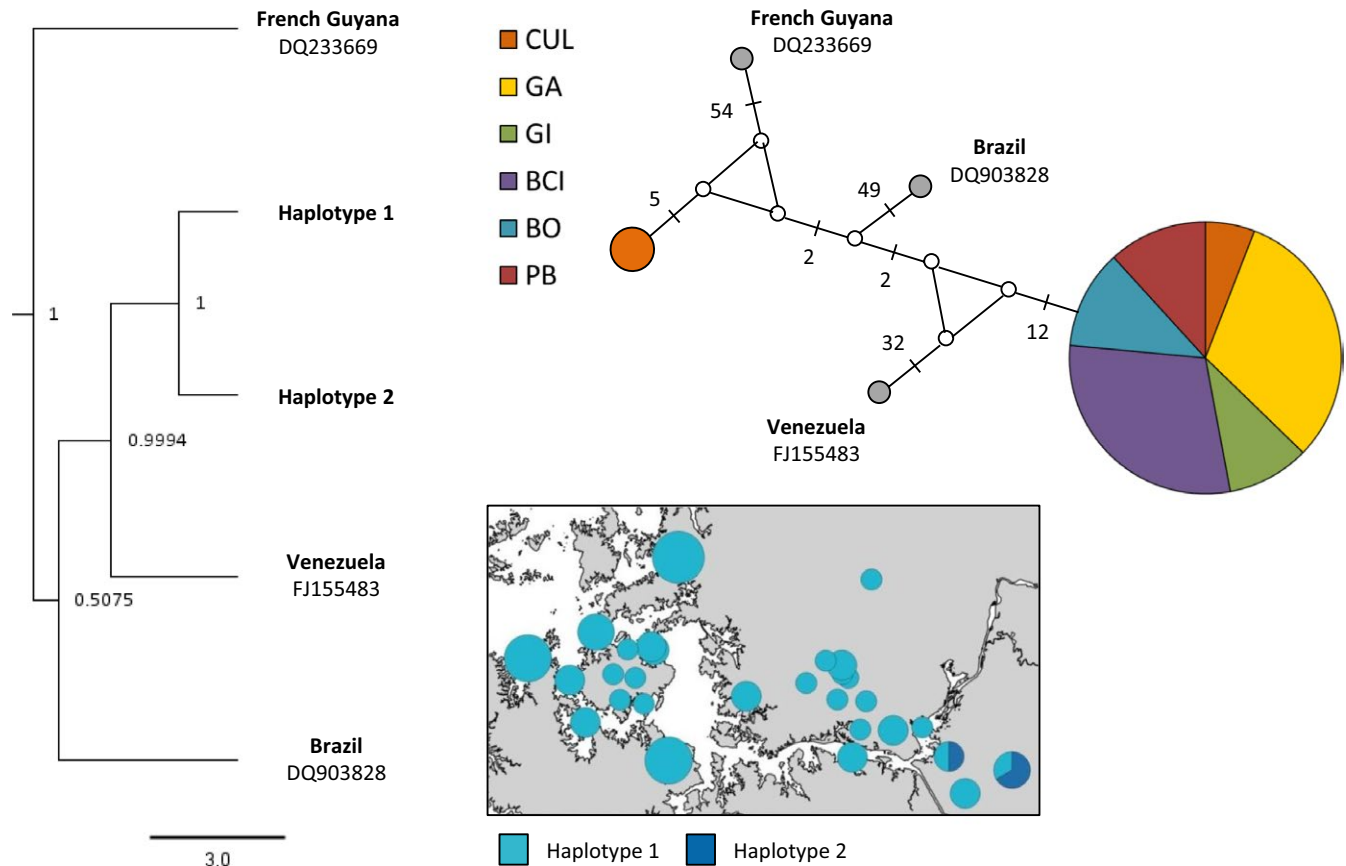 French Guyana
DQ233669
1
Haplotype 1
1
Haplotype 2
0.9994
Venezuela
FJ155483
0.5075
Brazil
DQ903828
3.0
CUL
GA
GI
BCI
BO
PB
French Guyana
DQ233669
54
Brazil
DQ903828
49
5
2
2
12
32
Venezuela
FJ155483
Haplotype 1
Haplotype 2